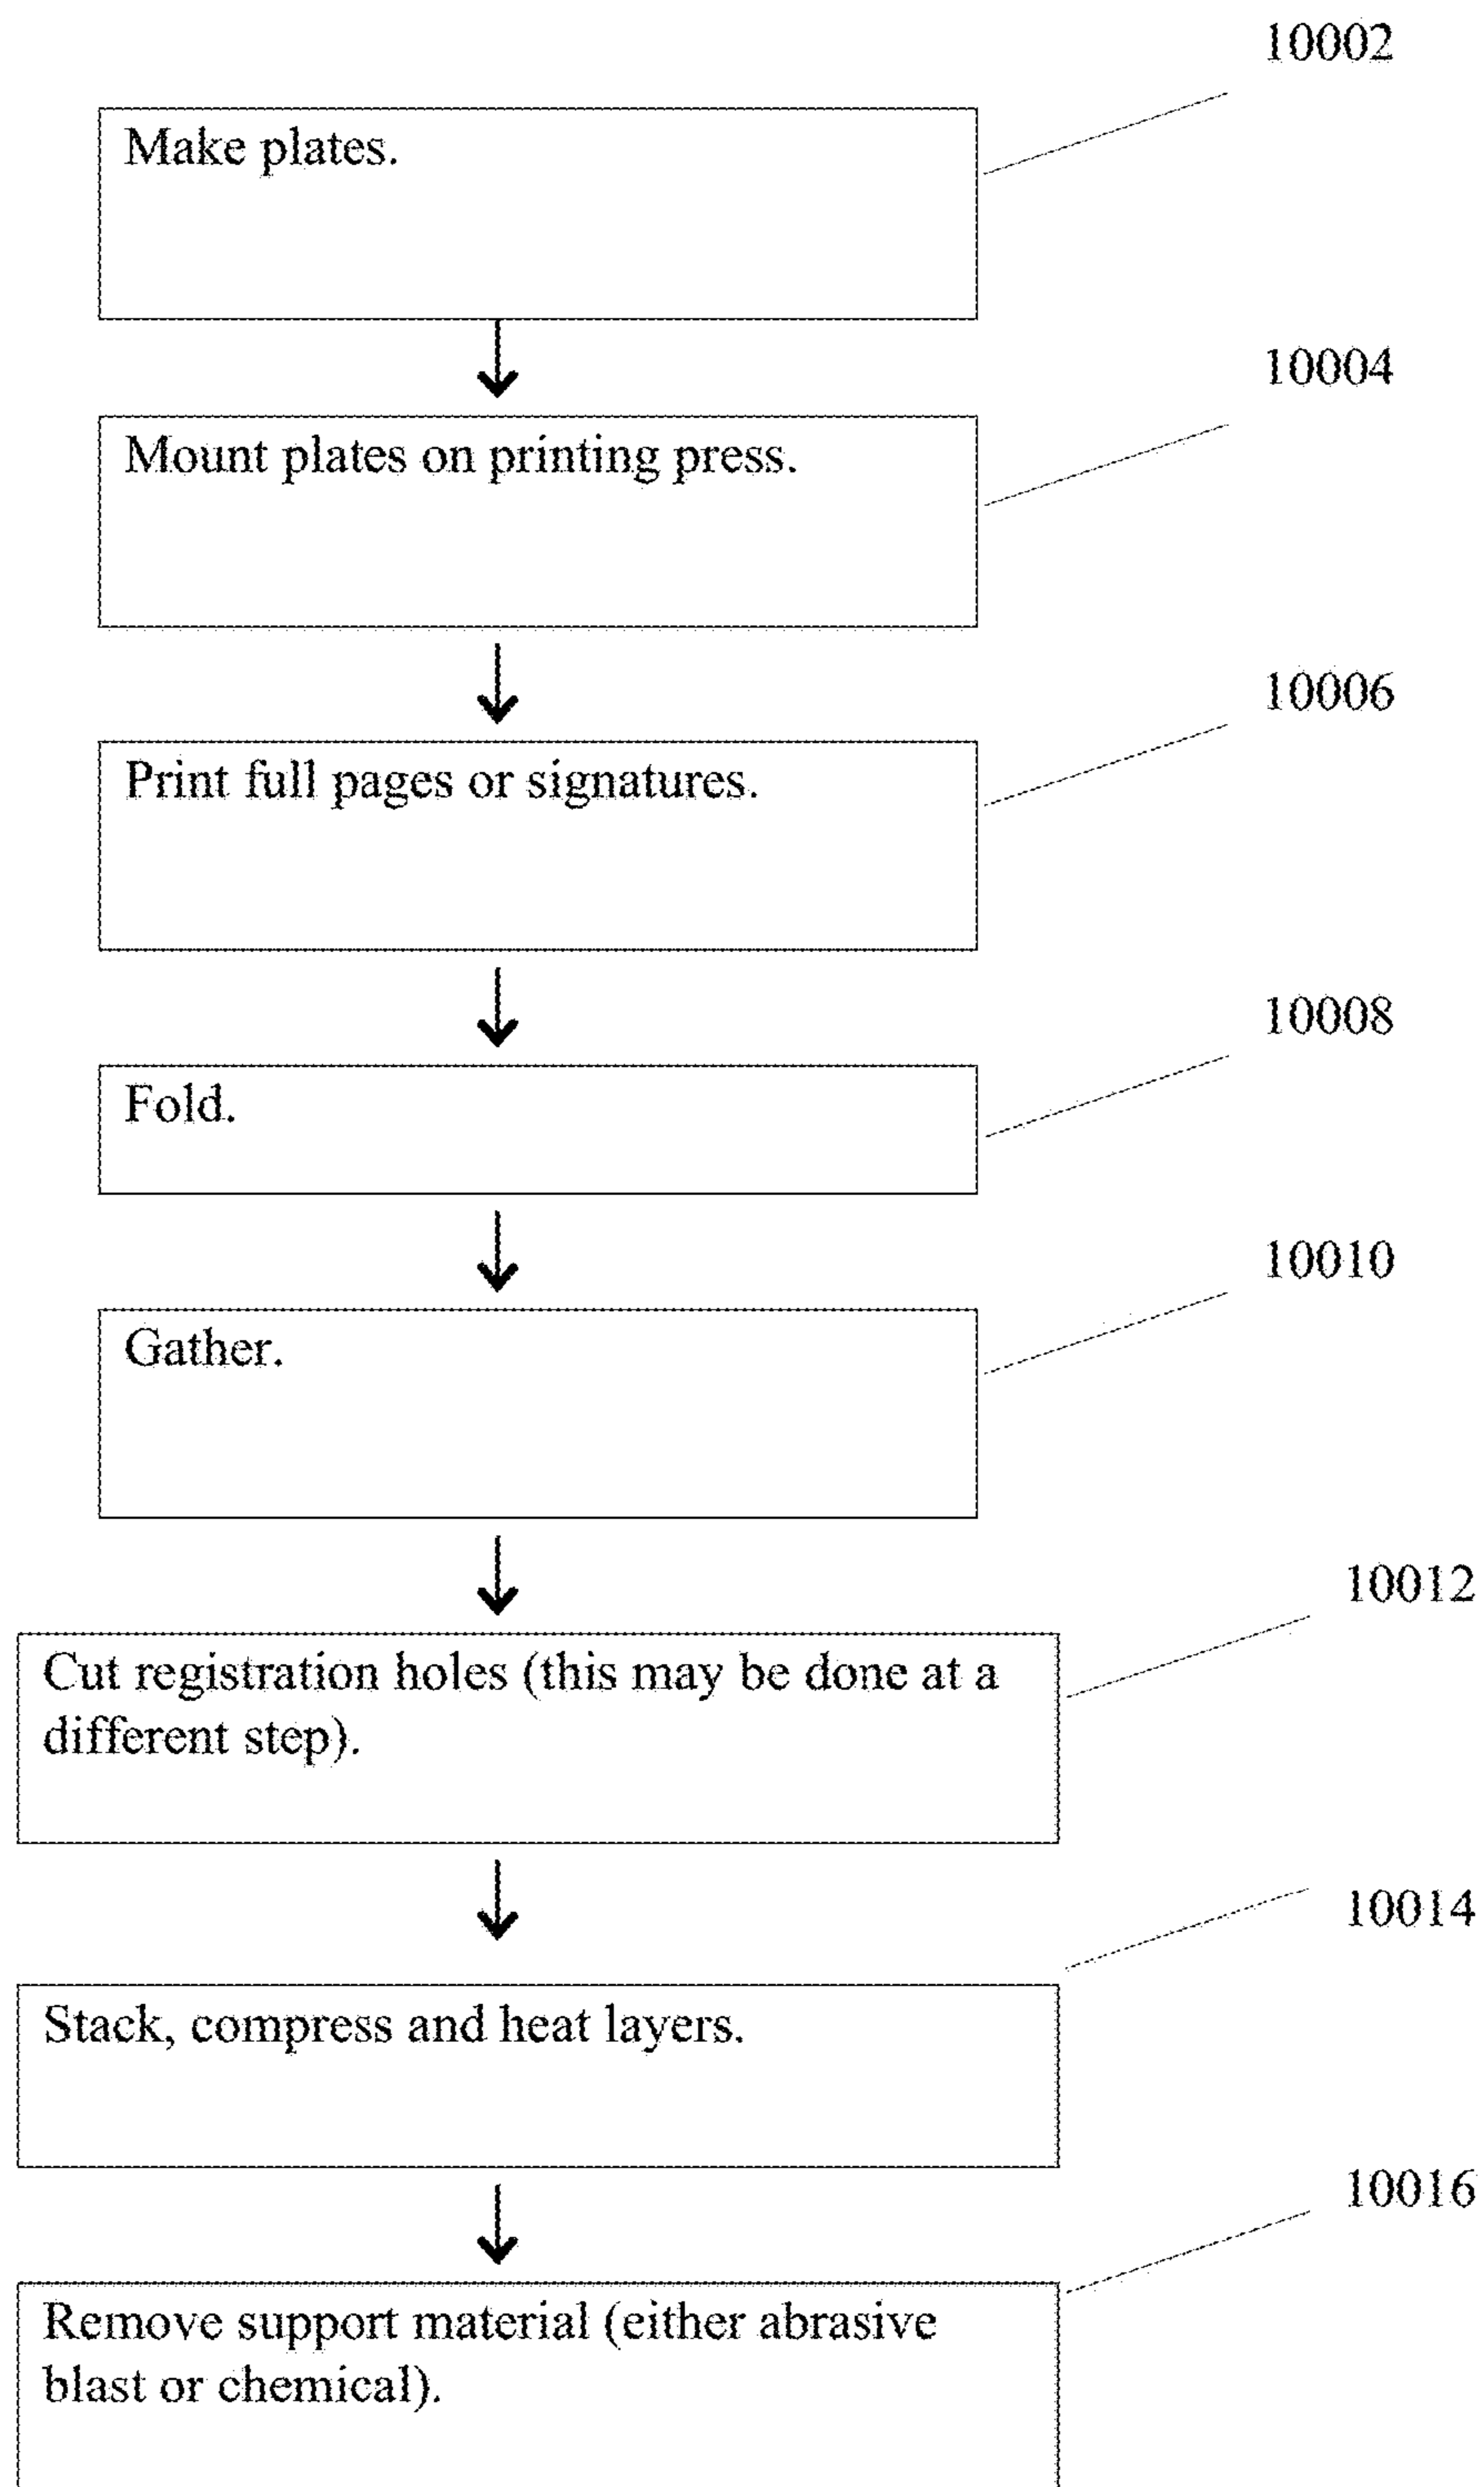 10002
Make plates.
10004
Mount plates on printing press.
10006
Print full pages or signatures.
10008
Fold.
10010
Gather.
10012
Cut registration holes (this may be done at a
different step).
10014
Stack, compress and heat layers.
10016
Remove support material (either abrasive
blast or chemical).